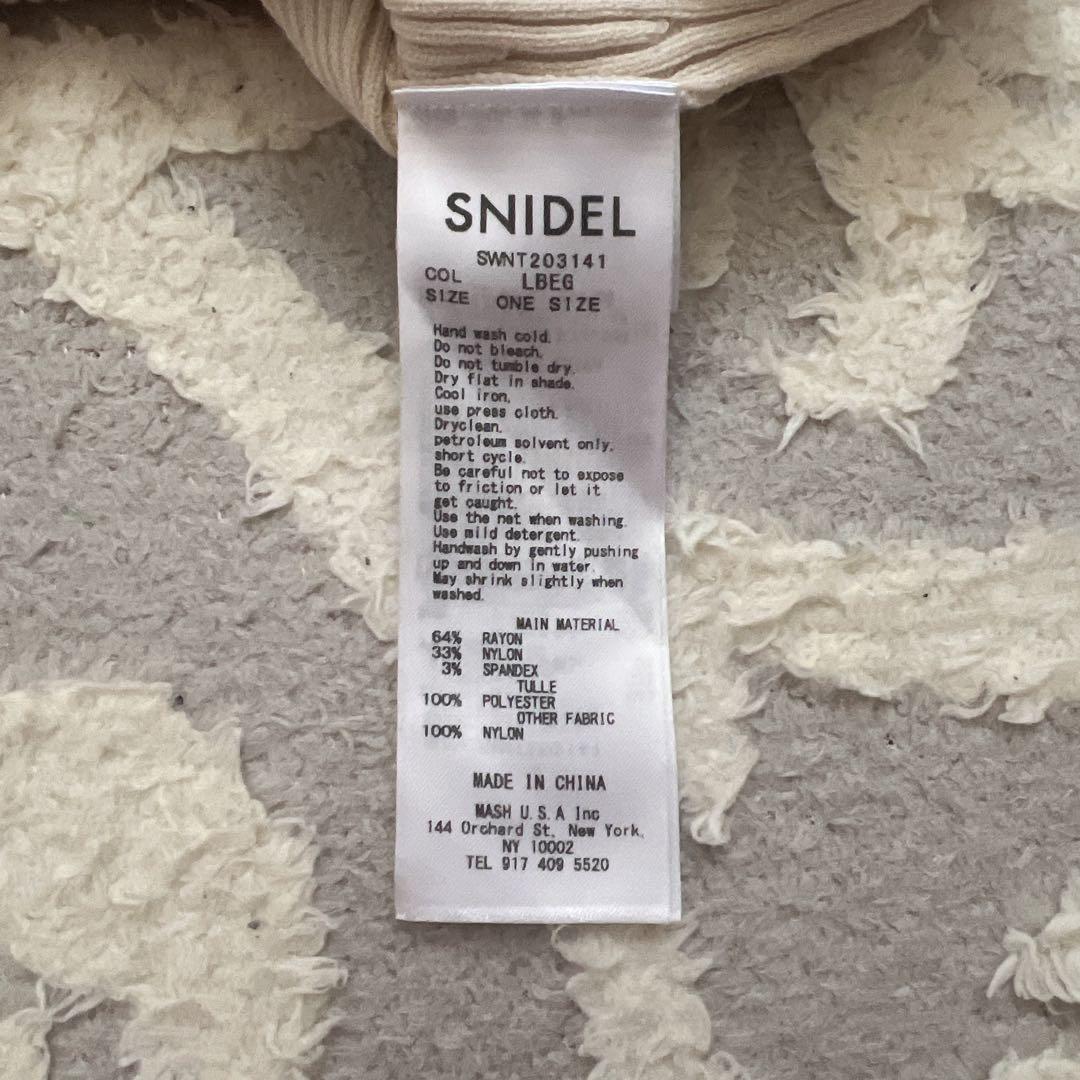 SNIDEL
SWNT203141
COL LBEG
SIZE ONE SIZE
Hand wash cold.
Do not bleach.
Do not tumble dry.
Dry flat in shade.
Cool iron,
use press cloth.
Dryclean,
petroleum solvent only,
short cycle.
Be careful not to expose
to friction or let it
get caught.
Use the net when washing.
Use mild detergent.
Handwash by gently pushing
up and down in water.
May shrink slightly when
washed.
MAIN MATERIAL
64% RAYON
33% NYLON
3% SPANDEX
TULLE
100% POLYESTER
OTHER FABRIC
100% NYLON
MADE IN CHINA
MASH U.S.A Inc
144 Orchard St, New York,
NY 10002
TEL 917 409 5520